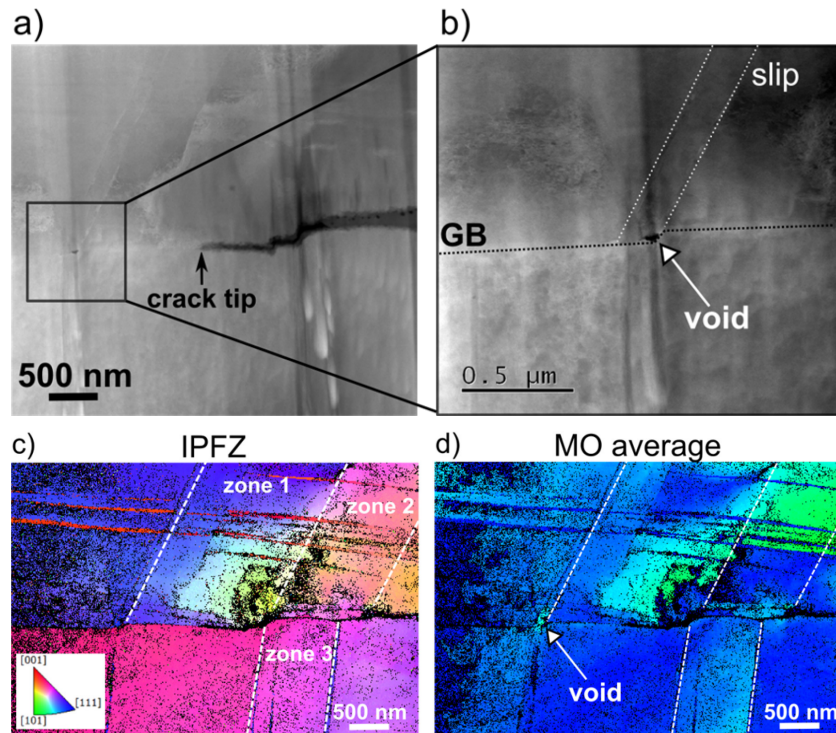 a)
b)
slip
GB
crack tip
void
500 nm
0.5 µm
c)
IPFZ
d)
MO average
zone 1
zone 2
zone 3
[001]
[111]
[101]
500 nm
void
500 nm